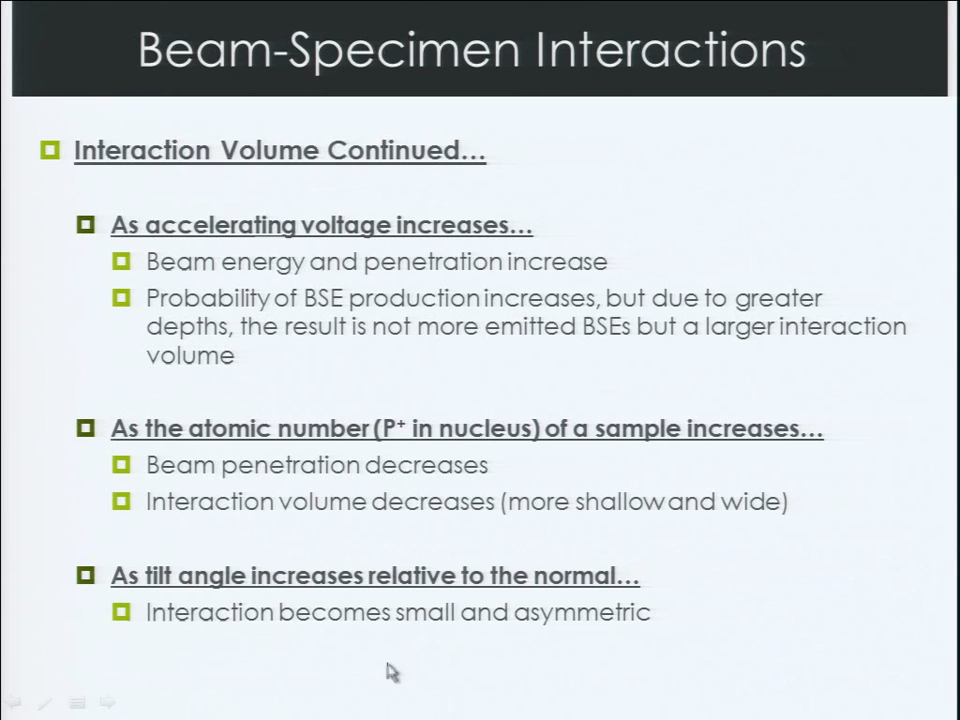 Beam-Specimen Interactions
Interaction Volume Continued...
As accelerating voltage increases...
Beam energy and penetration increase
Probability of BSE production increases, but due to greater
depths, the result is not more emitted BSEs but a larger interaction
volume
As the atomic number (P⁺ in nucleus) of a sample increases...
Beam penetration decreases
Interaction volume decreases (more shallow and wide)
As tilt angle increases relative to the normal...
Interaction becomes small and asymmetric